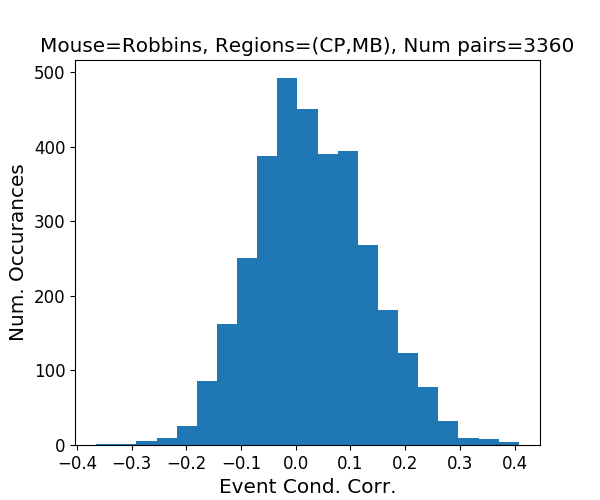 Mouse=Robbins, Regions=(CP,MB), Num pairs=3360
Num. Occurances
500
400
300
200
100
0
−0.4 −0.3 −0.2 −0.1 0.0 0.1 0.2 0.3 0.4
Event Cond. Corr.